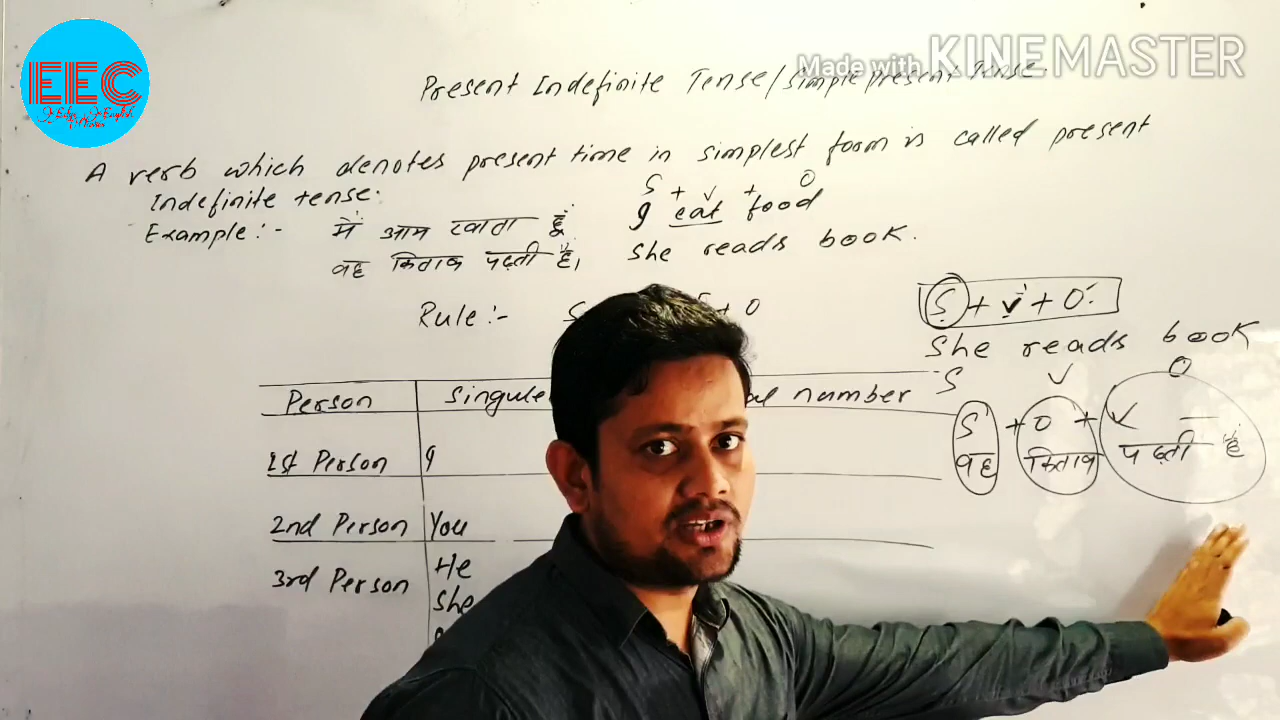 EEC
Made with KINEMASTER
Present Indefinite Tense/Simple present Tense.
A verb which denotes present time in simplest form is called present
Indefinite tense.
S + V + O
Example:- मैं आम खाता हूँ. I eat food
वह किताब पढ़ती है। She reads book.
Rule:- S + O
S + V + O
She reads book
S V O
S + O + V
वह किताब पढ़ती है
Person Singule al number
1st Person I
2nd Person You
3rd Person He
She